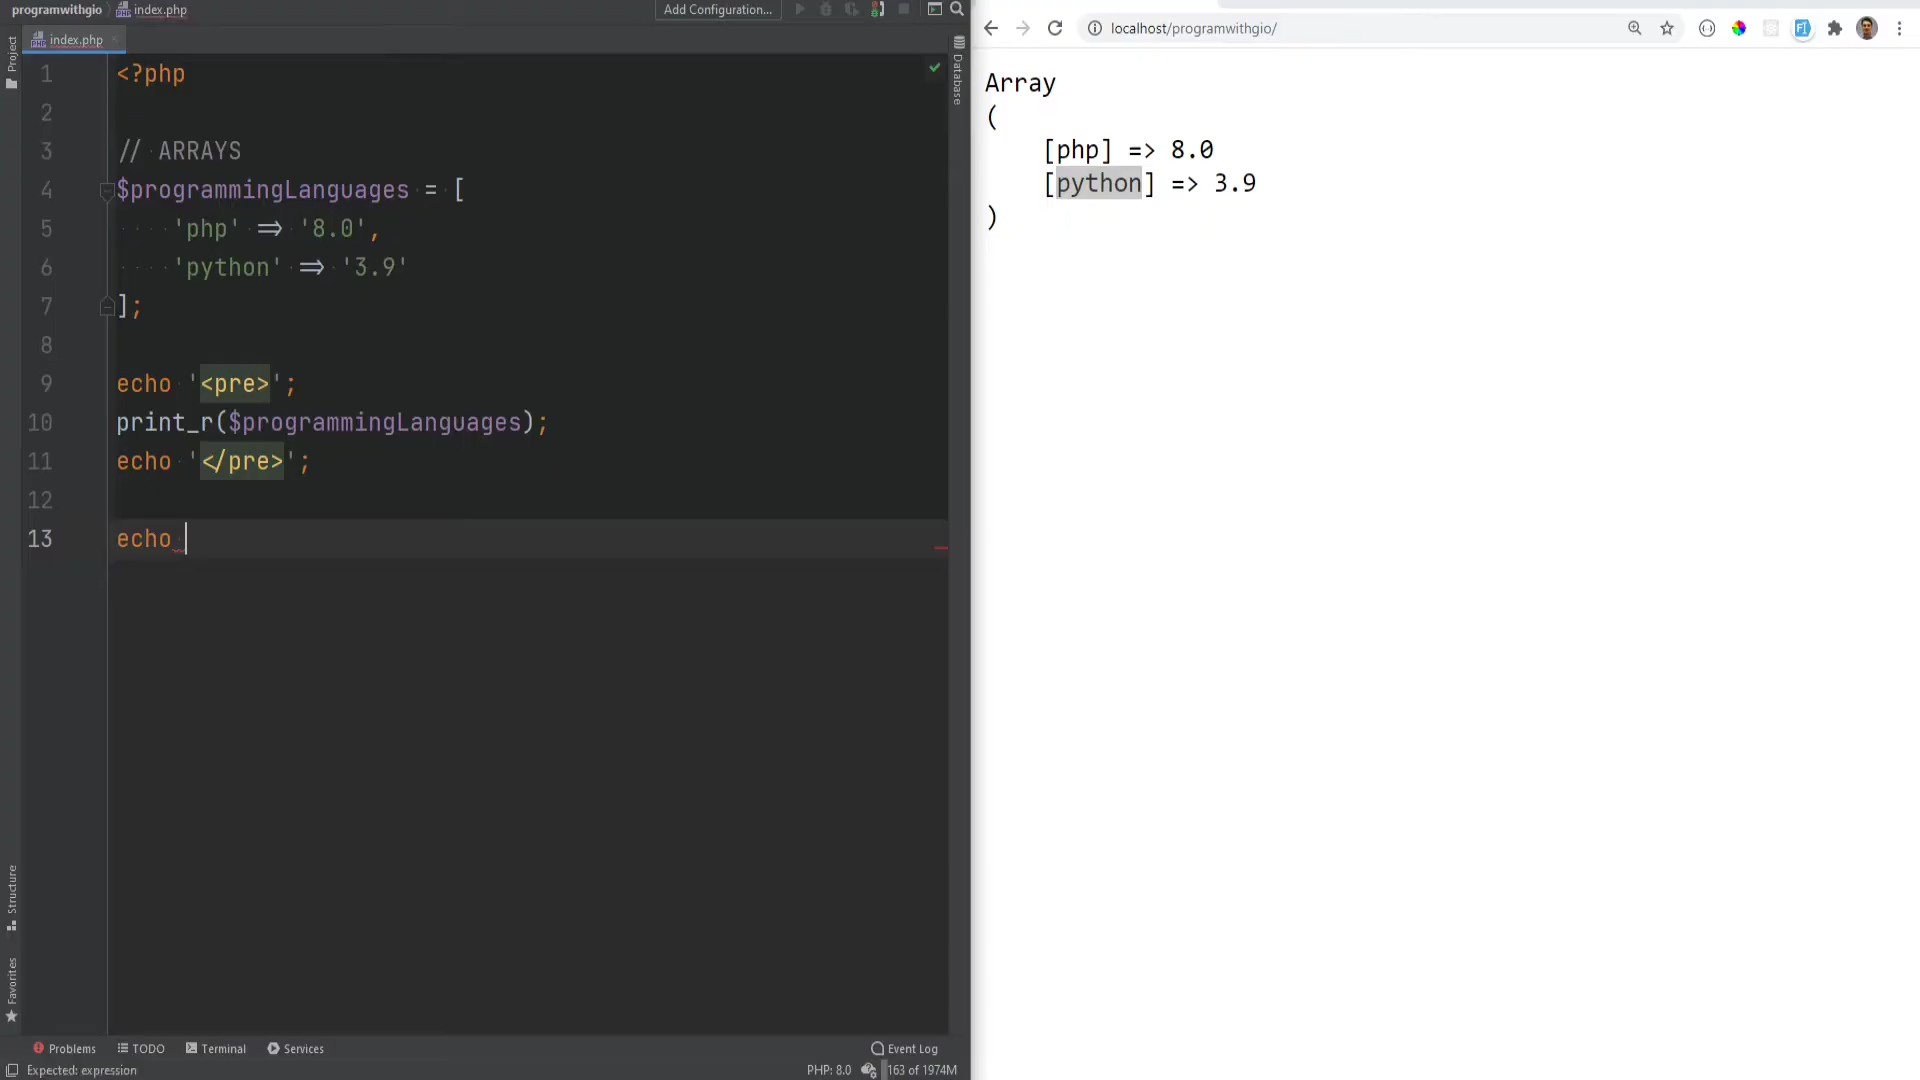 programwithgio index.php Add Configuration...
index.php
Project
Database
1 <?php
2
3 // ARRAYS
4 $programmingLanguages = [
5 'php' => '8.0',
6 'python' => '3.9'
7 ];
8
9 echo '<pre>';
10 print_r($programmingLanguages);
11 echo '</pre>';
12
13 echo
Structure
Favorites
Problems TODO Terminal Services Event Log
Expected: expression PHP: 8.0 163 of 1974M
localhost/programwithgio/
Array
(
[php] => 8.0
[python] => 3.9
)